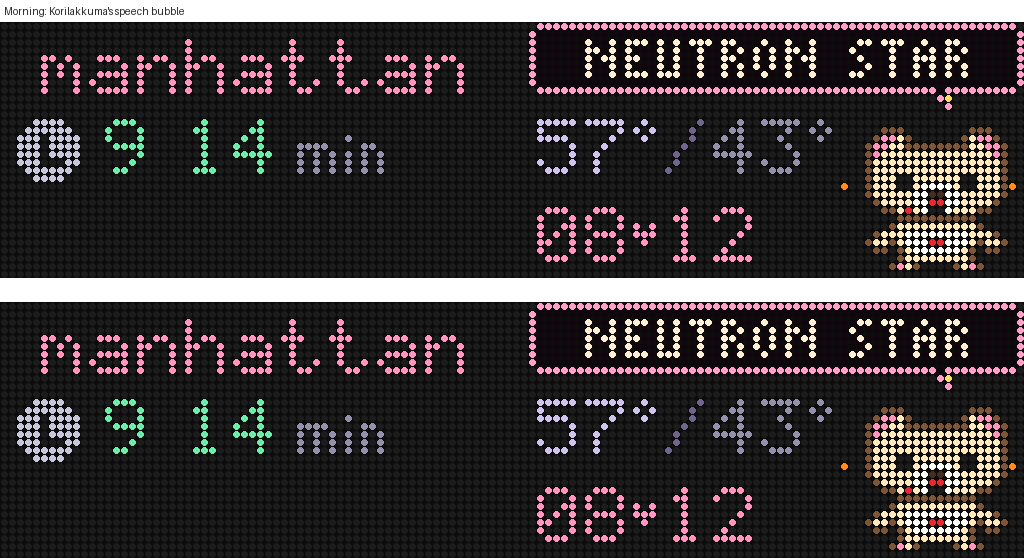 Morning: Korilakkuma's speech bubble
manhattan
9 14 min
NEUTRON STAR
57° /43°
08♥12
manhattan
9 14 min
NEUTRON STAR
57° /43°
08♥12